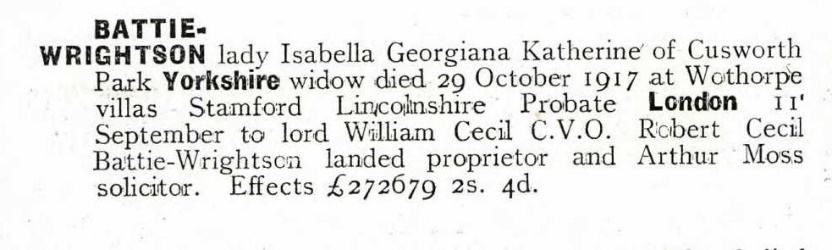 BATTIE-
WRIGHTSON lady Isabella Georgiana Katherine of Cusworth
Park Yorkshire widow died 29 October 1917 at Wothorpe
villas Stamford Lincolnshire Probate London 11
September to lord William Cecil C.V.O. Robert Cecil
Battie-Wrightson landed proprietor and Arthur Moss
solicitor. Effects £272679 2s. 4d.